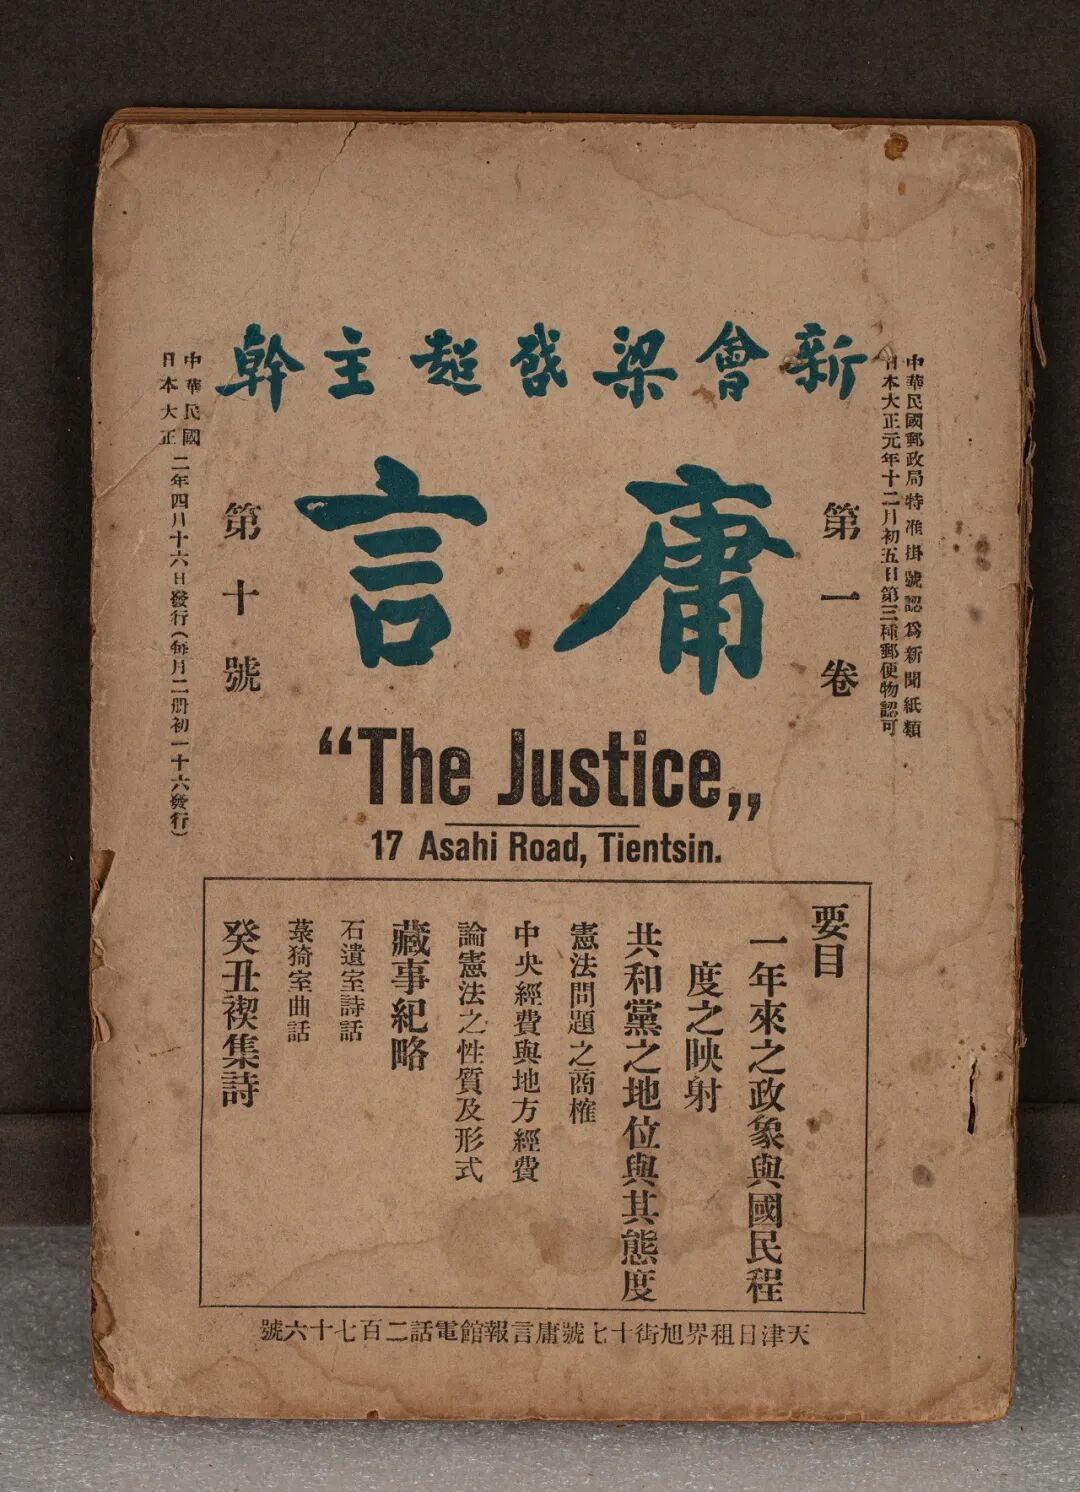 新會梁啓超主幹
中華民國郵政局特准掛號認爲新聞紙類
日本大正元年十二月初五日第三種郵便物認可
第一卷
庸言
第十號
中華民國
日本大正
二年四月十六日發行（每月二册初一十六發行）
“The Justice,,
17 Asahi Road, Tientsin.
要目
一年來之政象與國民程
度之映射
共和黨之地位與其態度
憲法問題之商榷
中央經費與地方經費
論憲法之性質及形式
藏事紀略
石遺室詩話
菉猗室曲話
癸丑禊集詩
天津日租界旭街十七號庸言報館電話二百七十六號